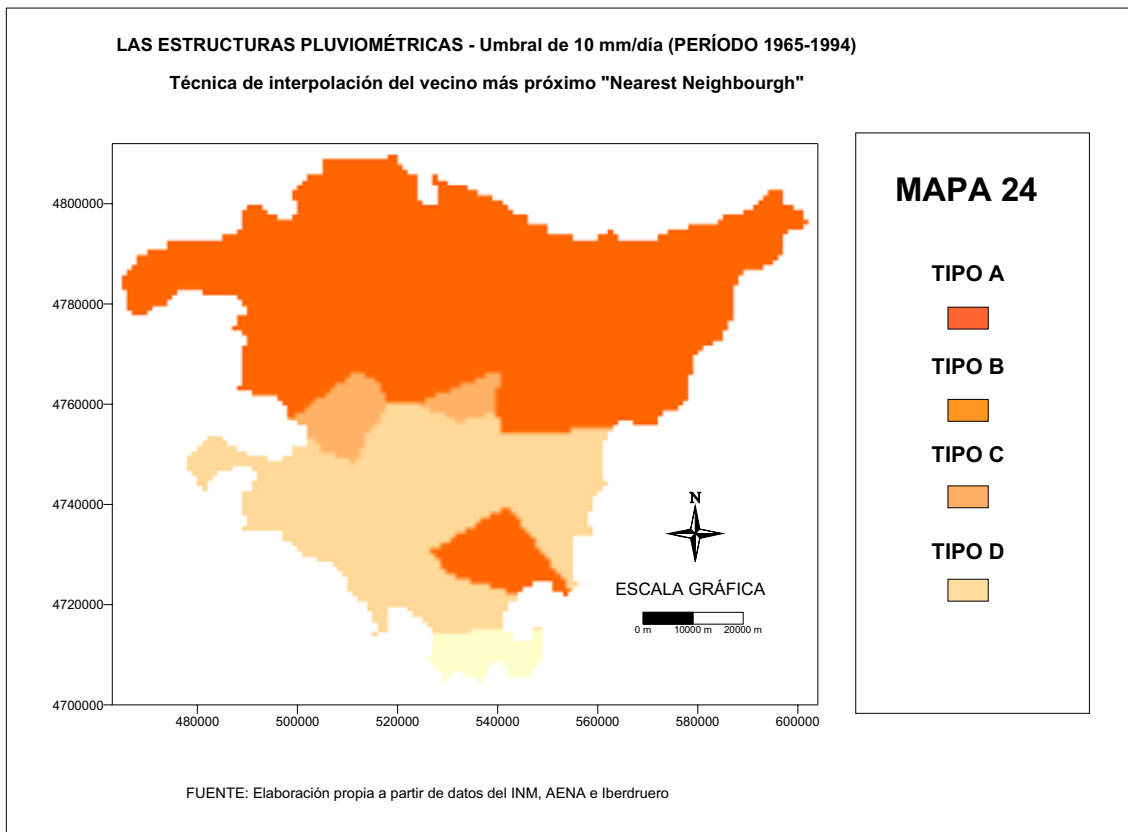 LAS ESTRUCTURAS PLUVIOMÉTRICAS - Umbral de 10 mm/día (PERÍODO 1965-1994)
Técnica de interpolación del vecino más próximo "Nearest Neighbourgh"
4800000
4780000
4760000
4740000
4720000
4700000
480000
500000
520000
540000
560000
580000
600000
N
ESCALA GRÁFICA
0 m
10000 m
20000 m
MAPA 24
TIPO A
TIPO B
TIPO C
TIPO D
FUENTE: Elaboración propia a partir de datos del INM, AENA e Iberdruero